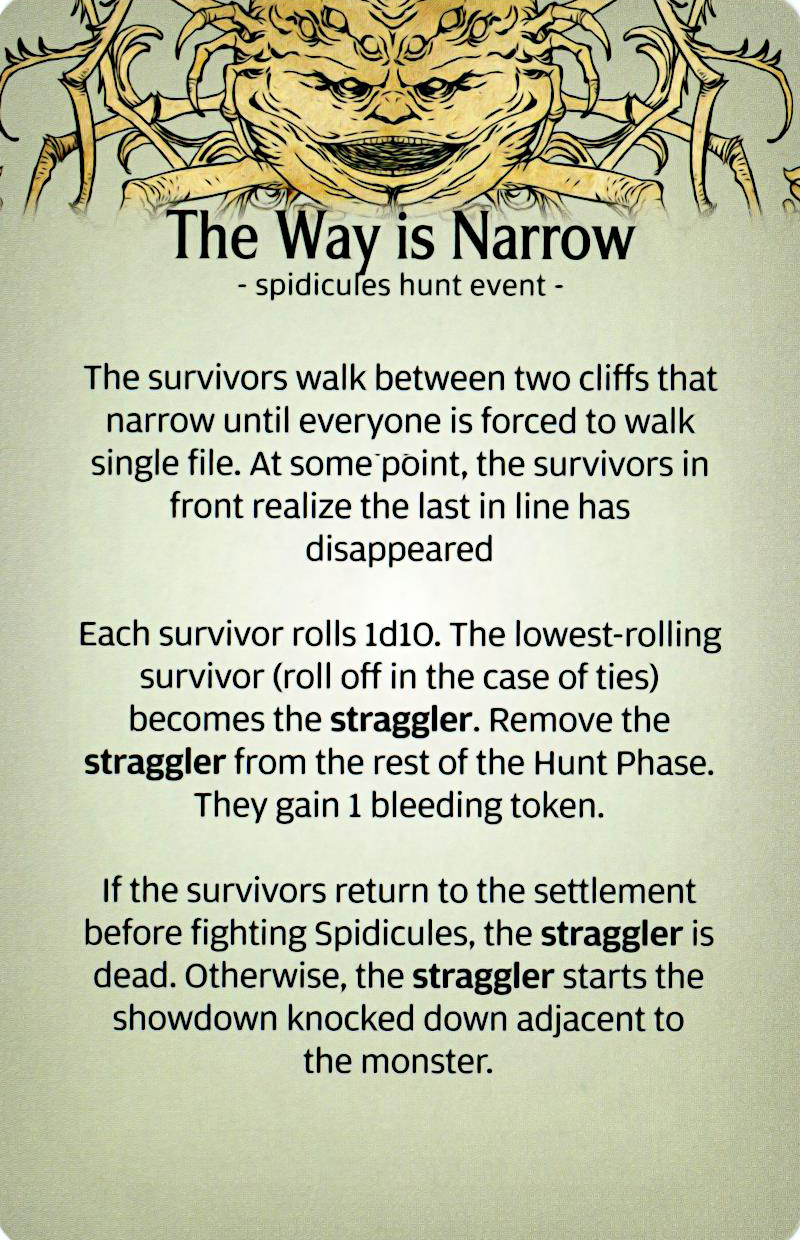 The Way is Narrow
- spidicules hunt event -
The survivors walk between two cliffs that
narrow until everyone is forced to walk
single file. At some point, the survivors in
front realize the last in line has
disappeared
Each survivor rolls 1d10. The lowest-rolling
survivor (roll off in the case of ties)
becomes the straggler. Remove the
straggler from the rest of the Hunt Phase.
They gain 1 bleeding token.
If the survivors return to the settlement
before fighting Spidicules, the straggler is
dead. Otherwise, the straggler starts the
showdown knocked down adjacent to
the monster.